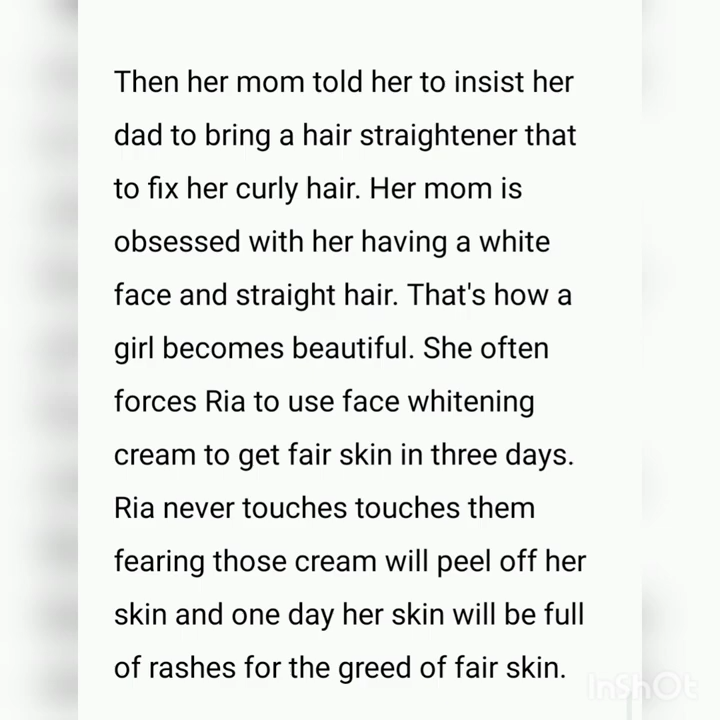 Then her mom told her to insist her
dad to bring a hair straightener that
to fix her curly hair. Her mom is
obsessed with her having a white
face and straight hair. That's how a
girl becomes beautiful. She often
forces Ria to use face whitening
cream to get fair skin in three days.
Ria never touches touches them
fearing those cream will peel off her
skin and one day her skin will be full
of rashes for the greed of fair skin.
InShOt